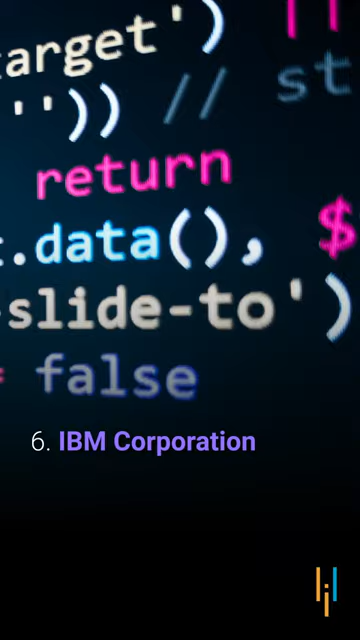 target') ||
'')) // st
return
t.data(), $
-slide-to')
= false
6. IBM Corporation